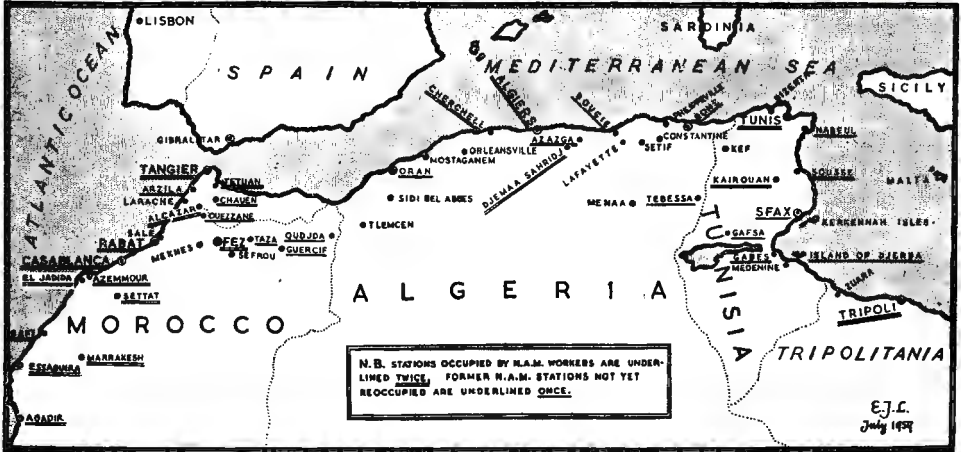 LISBON
ATLANTIC OCEAN
SPAIN
SARDINIA
MEDITERRANEAN SEA
SICILY
GIBRALTAR
CHERCHELL
ALGIERS
BOUGIE
PHILIPPEVILLE
BONE
BIZERTA
TUNIS
NABEUL
AZAZGA
CONSTANTINE
ORLEANSVILLE
SETIF
KEF
MOSTAGANEM
TANGIER
TETUAN
ORAN
DJEMAA SAHRIDJ
LAFAYETTE
KAIROUAN
SOUSSE
MALTA
ARZILA
CHAUEN
LARACHE
SIDI BEL ABBES
MENAA
TEBESSA
ALCAZAR
OUEZZANE
SFAX
KERKENNAH ISLES
SALE
TLEMCEN
RABAT
MEKNES
FEZ
TAZA
OUDJDA
GAFSA
GUERCIF
SEFROU
CASABLANCA
GABES
ISLAND OF DJERBA
MEDENINE
EL JADIDA
AZEMMOUR
ZUARA
SETTAT
ALGERIA
TUNISIA
TRIPOLI
MOROCCO
TRIPOLITANIA
MARRAKESH
N.B. STATIONS OCCUPIED BY N.A.M. WORKERS ARE UNDER-
LINED TWICE, FORMER N.A.M. STATIONS NOT YET
REOCCUPIED ARE UNDERLINED ONCE.
ESSAOUIRA
AGADIR
E.J.L.
July 1959